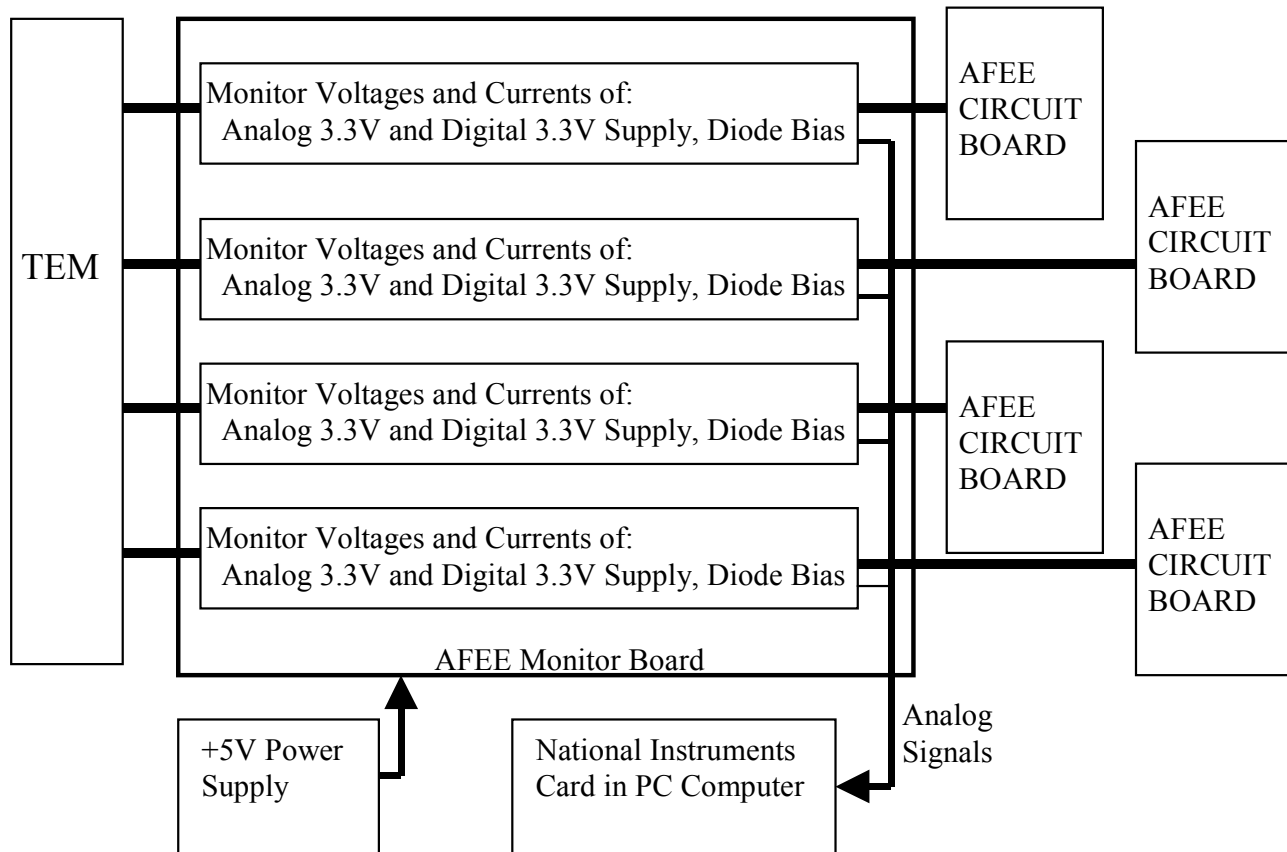 TEM
Monitor Voltages and Currents of:
Analog 3.3V and Digital 3.3V Supply, Diode Bias
AFEE
CIRCUIT
BOARD
Monitor Voltages and Currents of:
Analog 3.3V and Digital 3.3V Supply, Diode Bias
AFEE
CIRCUIT
BOARD
Monitor Voltages and Currents of:
Analog 3.3V and Digital 3.3V Supply, Diode Bias
AFEE
CIRCUIT
BOARD
Monitor Voltages and Currents of:
Analog 3.3V and Digital 3.3V Supply, Diode Bias
AFEE
CIRCUIT
BOARD
AFEE Monitor Board
+5V Power
Supply
National Instruments
Card in PC Computer
Analog
Signals